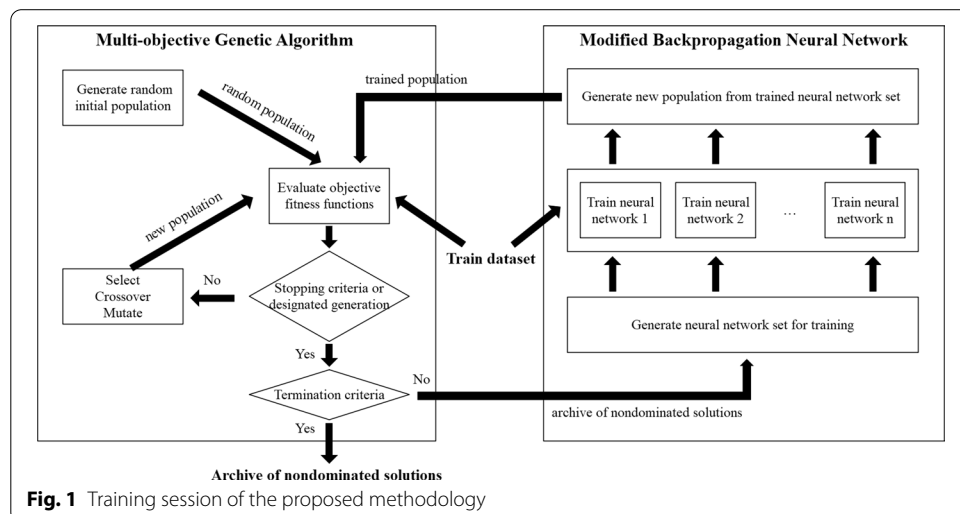 Multi-objective Genetic Algorithm
Modified Backpropagation Neural Network
Generate random
initial population
random population
trained population
Generate new population from trained neural network set
Evaluate objective
fitness functions
new population
Train neural
network 1
Train neural
network 2
...
Train neural
network n
Train dataset
Select
Crossover
Mutate
No
Stopping criteria or
designated generation
Generate neural network set for training
Yes
Termination criteria
No
archive of nondominated solutions
Yes
Archive of nondominated solutions
Fig. 1 Training session of the proposed methodology